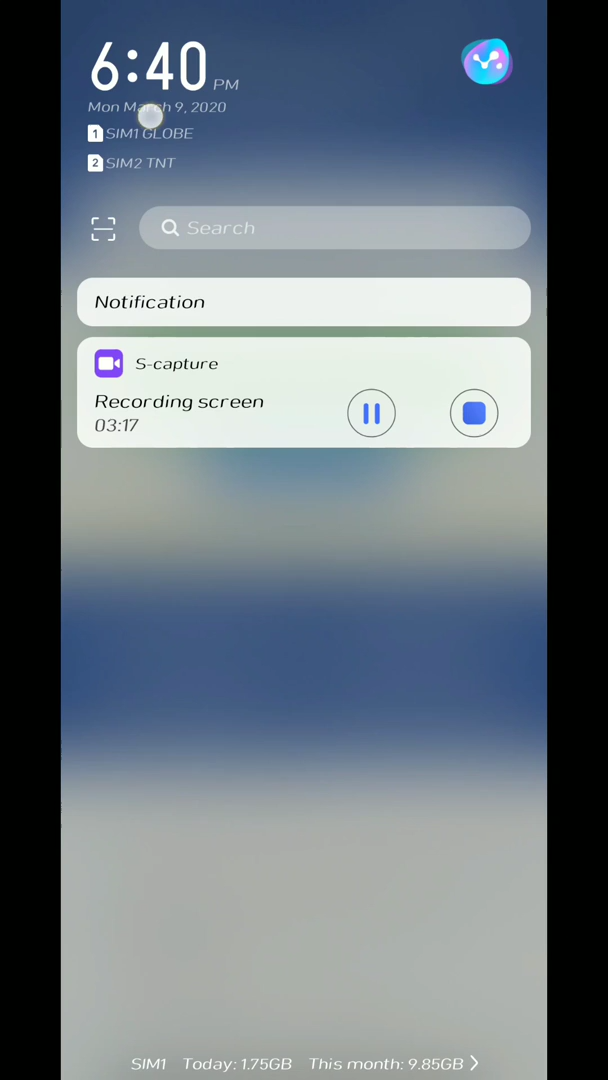 6:40 PM
Mon March 9, 2020
1 SIM1 GLOBE
2 SIM2 TNT
Search
Notification
S-capture
Recording screen
03:17
SIM1 Today: 1.75GB This month: 9.85GB